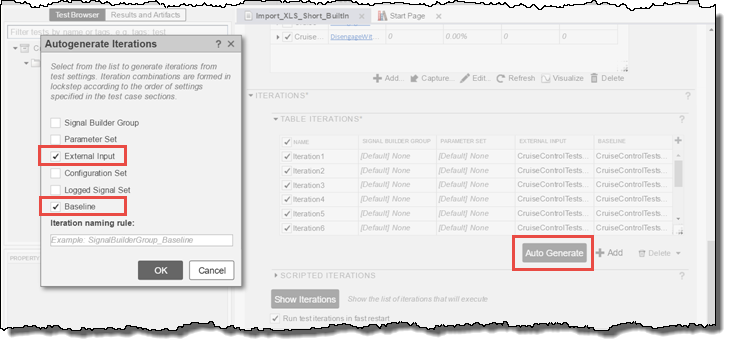 Test Browser
Results and Artifacts
Filter tests by name or tags, e.g. tags: test
Autogenerate Iterations
Select from the list to generate iterations from
test settings. Iteration combinations are formed in
lockstep according to the order of settings
specified in the test case sections.
Signal Builder Group
Parameter Set
External Input
Configuration Set
Logged Signal Set
Baseline
Iteration naming rule:
Example: SignalBuilderGroup_Baseline
OK
Cancel
Import_XLS_Short_BuiltIn
Start Page
Cruise... DisengageWit... 0 0.00% 0 0
Add.. Capture.. Edit.. Refresh Visualize Delete
ITERATIONS*
TABLE ITERATIONS*
NAME SIGNAL BUILDER GROUP PARAMETER SET EXTERNAL INPUT BASELINE
Iteration1 [Default] None [Default] None CruiseControlTests... CruiseControlTests...
Iteration2 [Default] None [Default] None CruiseControlTests... CruiseControlTests...
Iteration3 [Default] None [Default] None CruiseControlTests... CruiseControlTests...
Iteration4 [Default] None [Default] None CruiseControlTests... CruiseControlTests...
Iteration5 [Default] None [Default] None CruiseControlTests... CruiseControlTests...
Iteration6 [Default] None [Default] None CruiseControlTests... CruiseControlTests...
Auto Generate Add Delete
SCRIPTED ITERATIONS
Show Iterations Show the list of iterations that will execute
Run test iterations in fast restart